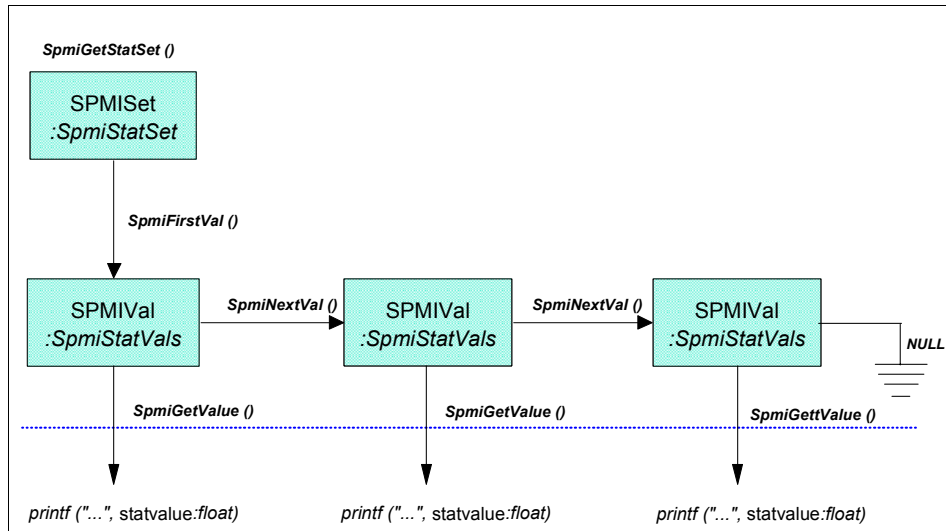 SpmiGetStatSet ()
SPMISet
:SpmiStatSet
SpmiFirstVal ()
SPMIVal
:SpmiStatVals
SpmiNextVal ()
SPMIVal
:SpmiStatVals
SpmiNextVal ()
SPMIVal
:SpmiStatVals
NULL
SpmiGetValue ()
SpmiGetValue ()
SpmiGettValue ()
printf ("...", statvalue:float)
printf ("...", statvalue:float)
printf ("...", statvalue:float)